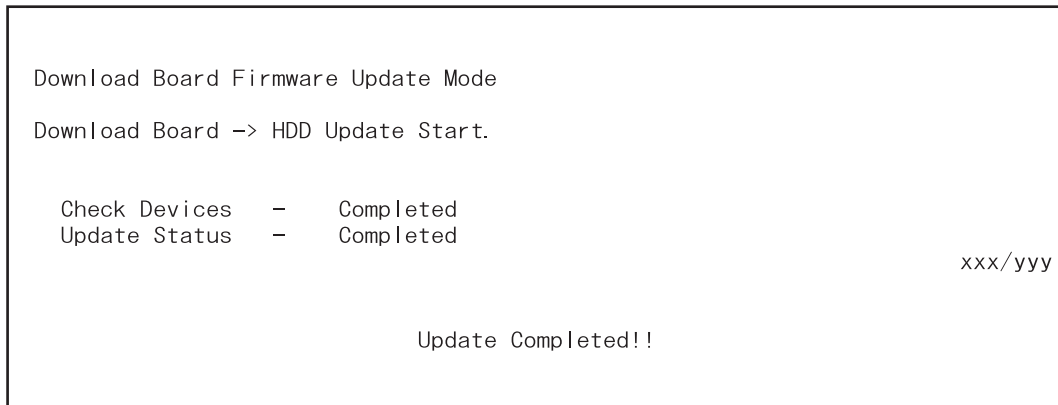 Download Board Firmware Update Mode
Download Board -> HDD Update Start.
Check Devices - Completed
Update Status - Completed
xxx/yyy
Update Completed!!